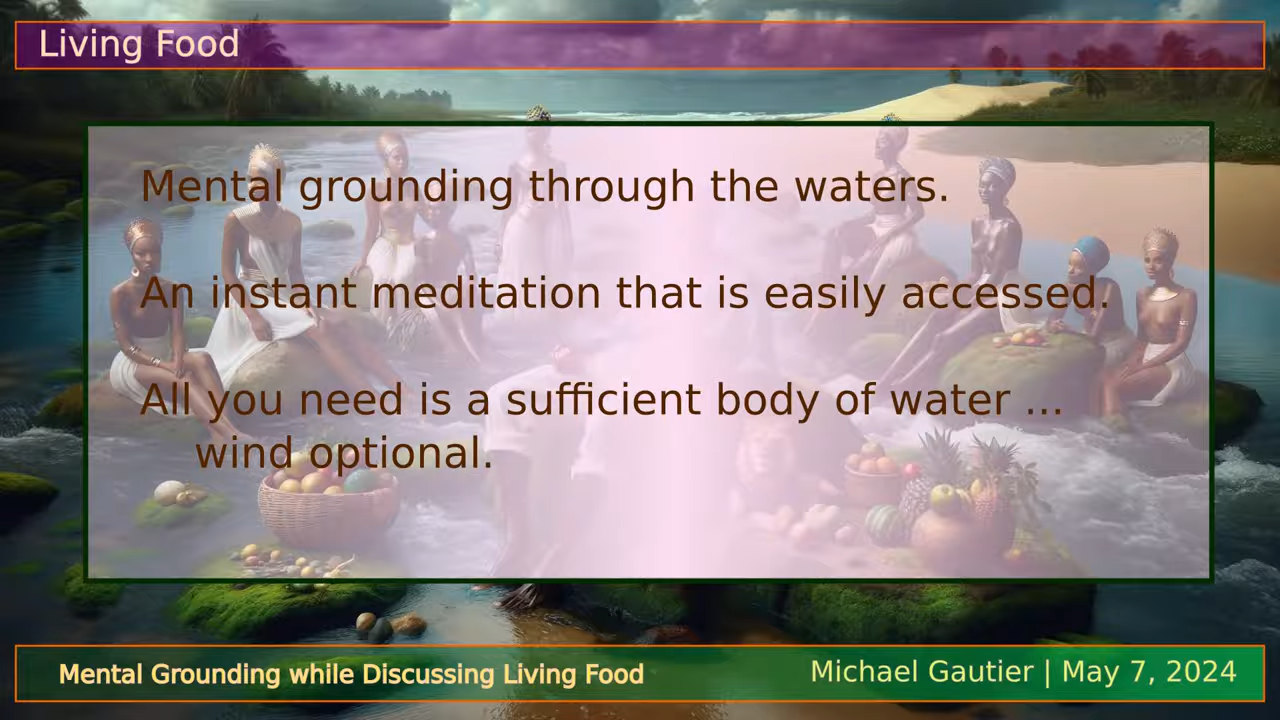 Living Food
Mental grounding through the waters.
An instant meditation that is easily accessed.
All you need is a sufficient body of water ...
wind optional.
Mental Grounding while Discussing Living Food
Michael Gautier | May 7, 2024